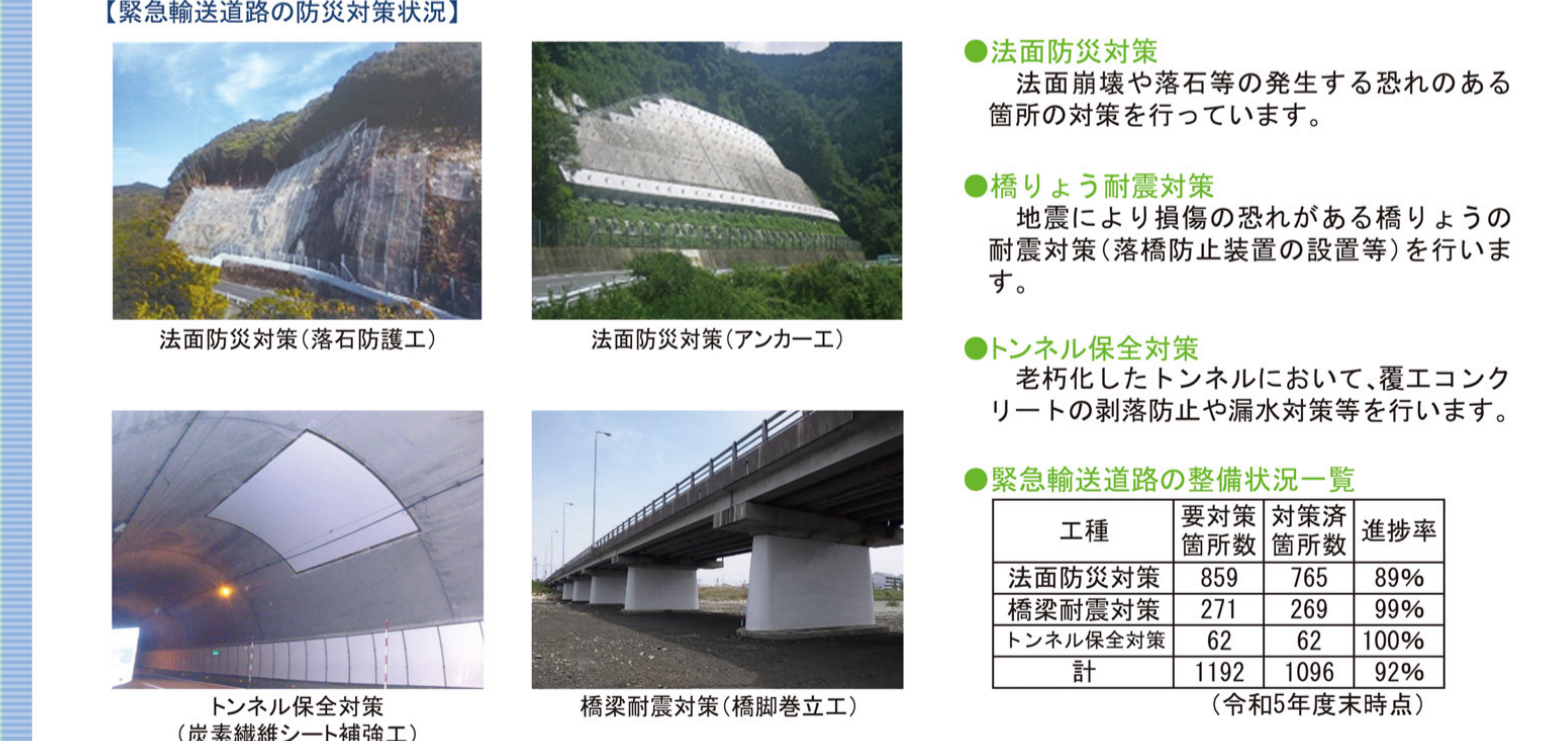 【緊急輸送道路の防災対策状況】
法面防災対策(落石防護工)
法面防災対策(アンカー工)
トンネル保全対策
(炭素繊維シート補強工)
橋梁耐震対策(橋脚巻立工)
●法面防災対策
法面崩壊や落石等の発生する恐れのある
箇所の対策を行っています。
●橋りょう耐震対策
地震により損傷の恐れがある橋りょうの
耐震対策(落橋防止装置の設置等)を行いま
す。
●トンネル保全対策
老朽化したトンネルにおいて、覆工コンク
リートの剥落防止や漏水対策等を行います。
●緊急輸送道路の整備状況一覧
工種 要対策箇所数 対策済箇所数 進捗率
法面防災対策 859 765 89%
橋梁耐震対策 271 269 99%
トンネル保全対策 62 62 100%
計 1192 1096 92%
(令和5年度末時点)